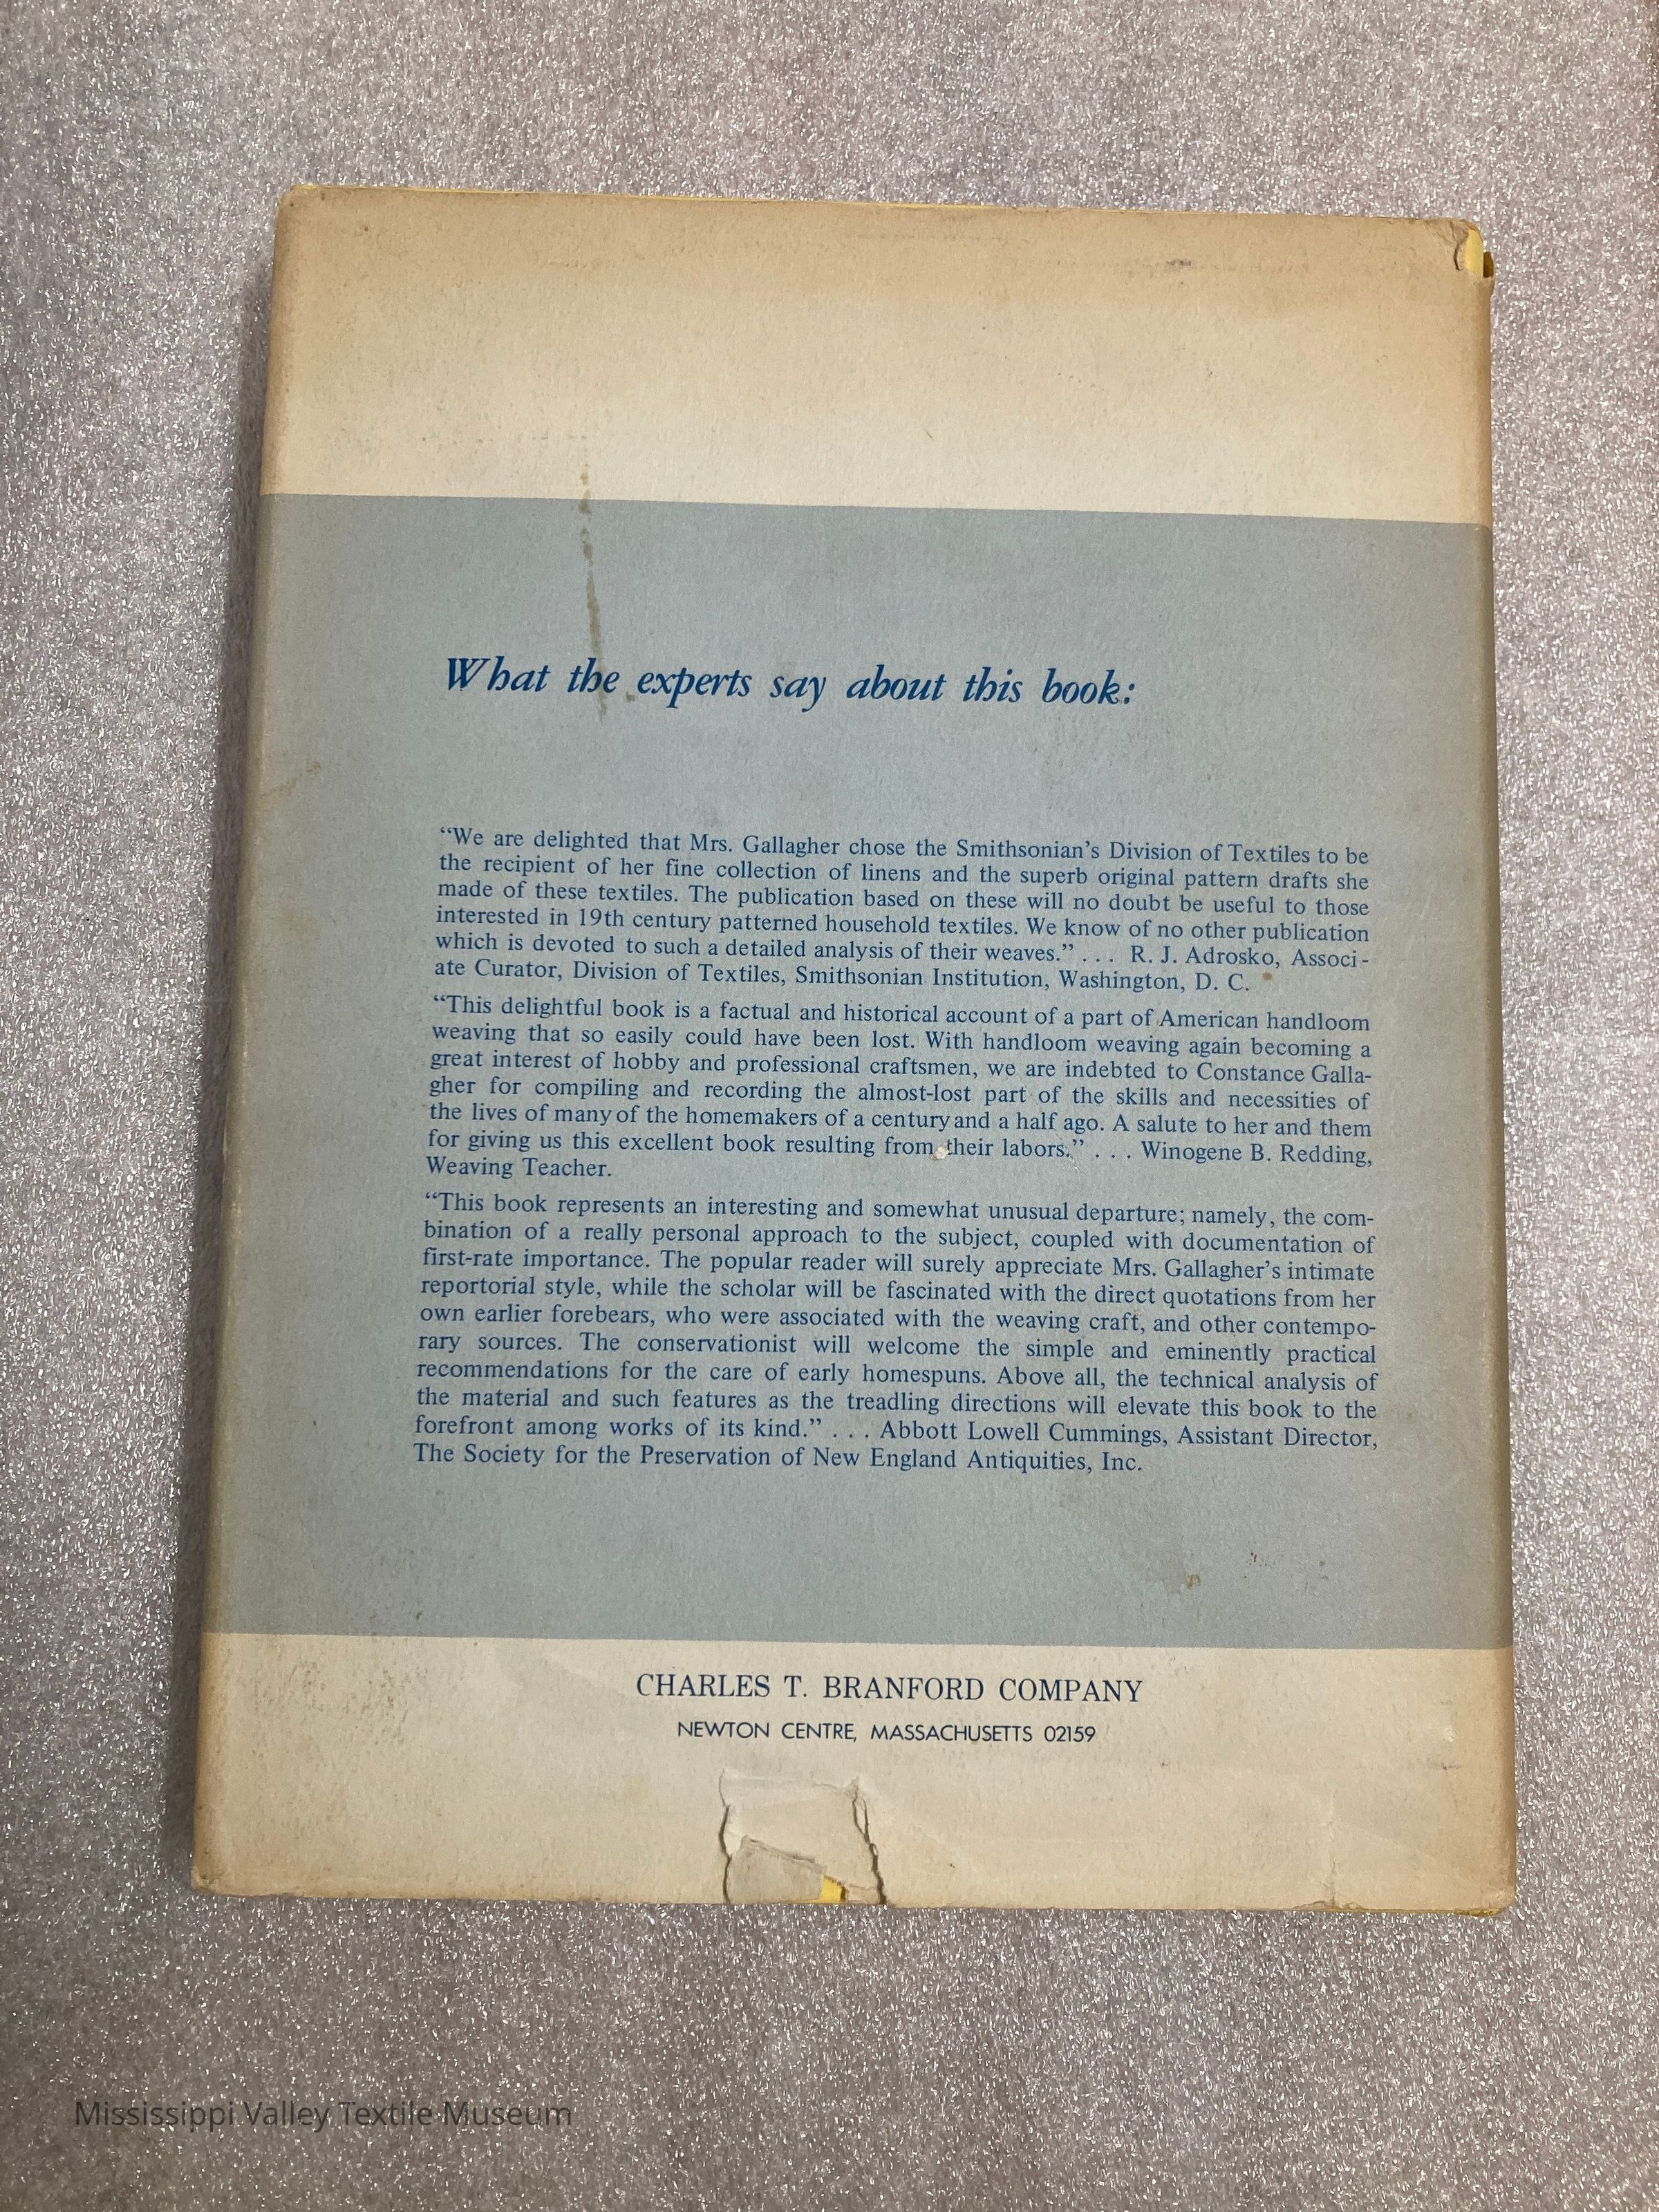 What the experts say about this book:
“We are delighted that Mrs. Gallagher chose the Smithsonian’s Division of Textiles to be
the recipient of her fine collection of linens and the superb original pattern drafts she
made of these textiles. The publication based on these will no doubt be useful to those
interested in 19th century patterned household textiles. We know of no other publication
which is devoted to such a detailed analysis of their weaves.” . . . R. J. Adrosko, Associ-
ate Curator, Division of Textiles, Smithsonian Institution, Washington, D. C.
“This delightful book is a factual and historical account of a part of American handloom
weaving that so easily could have been lost. With handloom weaving again becoming a
great interest of hobby and professional craftsmen, we are indebted to Constance Galla-
gher for compiling and recording the almost-lost part of the skills and necessities of
the lives of many of the homemakers of a century and a half ago. A salute to her and them
for giving us this excellent book resulting from their labors.” . . . Winogene B. Redding,
Weaving Teacher.
“This book represents an interesting and somewhat unusual departure; namely, the com-
bination of a really personal approach to the subject, coupled with documentation of
first-rate importance. The popular reader will surely appreciate Mrs. Gallagher’s intimate
reportorial style, while the scholar will be fascinated with the direct quotations from her
own earlier forebears, who were associated with the weaving craft, and other contempo-
rary sources. The conservationist will welcome the simple and eminently practical
recommendations for the care of early homespuns. Above all, the technical analysis of
the material and such features as the treadling directions will elevate this book to the
forefront among works of its kind.” . . . Abbott Lowell Cummings, Assistant Director,
The Society for the Preservation of New England Antiquities, Inc.
CHARLES T. BRANFORD COMPANY
NEWTON CENTRE, MASSACHUSETTS 02159
Mississippi Valley Textile Museum